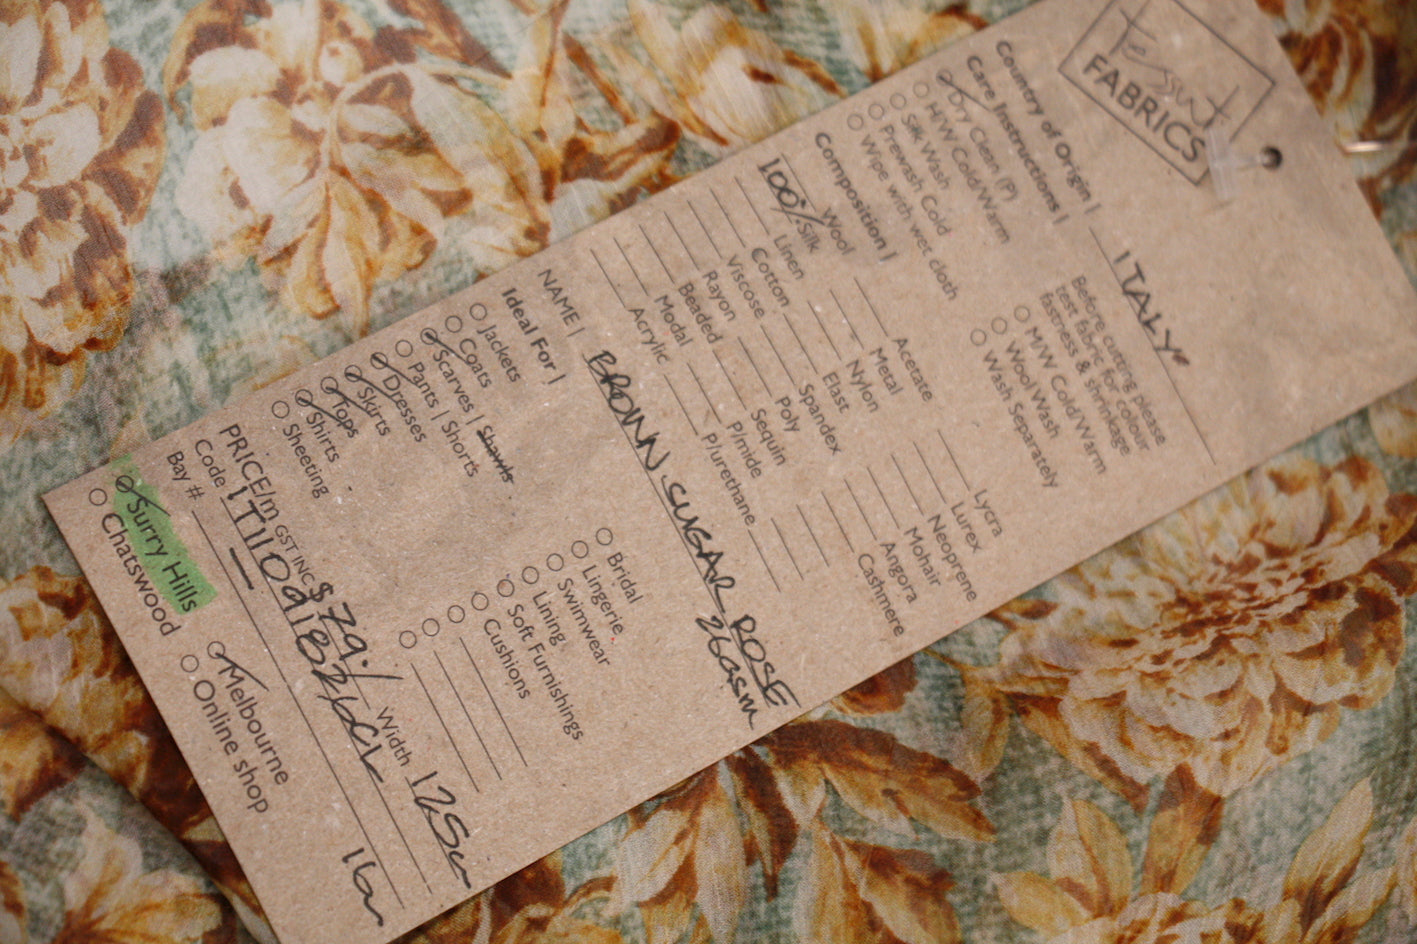 Tessuti
FABRICS
Country of Origin | ITALY
Care Instructions | Before cutting please
test fabric for colour
fastness & shrinkage
Dry Clean (P)
H/W Cold/Warm M/W Cold/Warm
Silk Wash Wool Wash
Prewash Cold Wash Separately
Wipe with wet cloth
Composition |
Wool Acetate Lycra
100% Silk Metal Lurex
Linen Nylon Neoprene
Cotton Elast Mohair
Viscose Spandex Angora
Rayon Poly Cashmere
Beaded Sequin
Modal Pinide
Acrylic P/urethane
NAME | BROWN SUGAR ROSE
26gsm
Ideal For |
Jackets Bridal
Coats Lingerie
Scarves | Shawls Swimwear
Pants | Shorts Lining
Dresses Soft Furnishings
Skirts Cushions
Tops
Shirts
Sheeting
PRICE/m GST INC $79./ Width 125cm
Code
Bay #
Surry Hills Melbourne
Chatswood Online shop